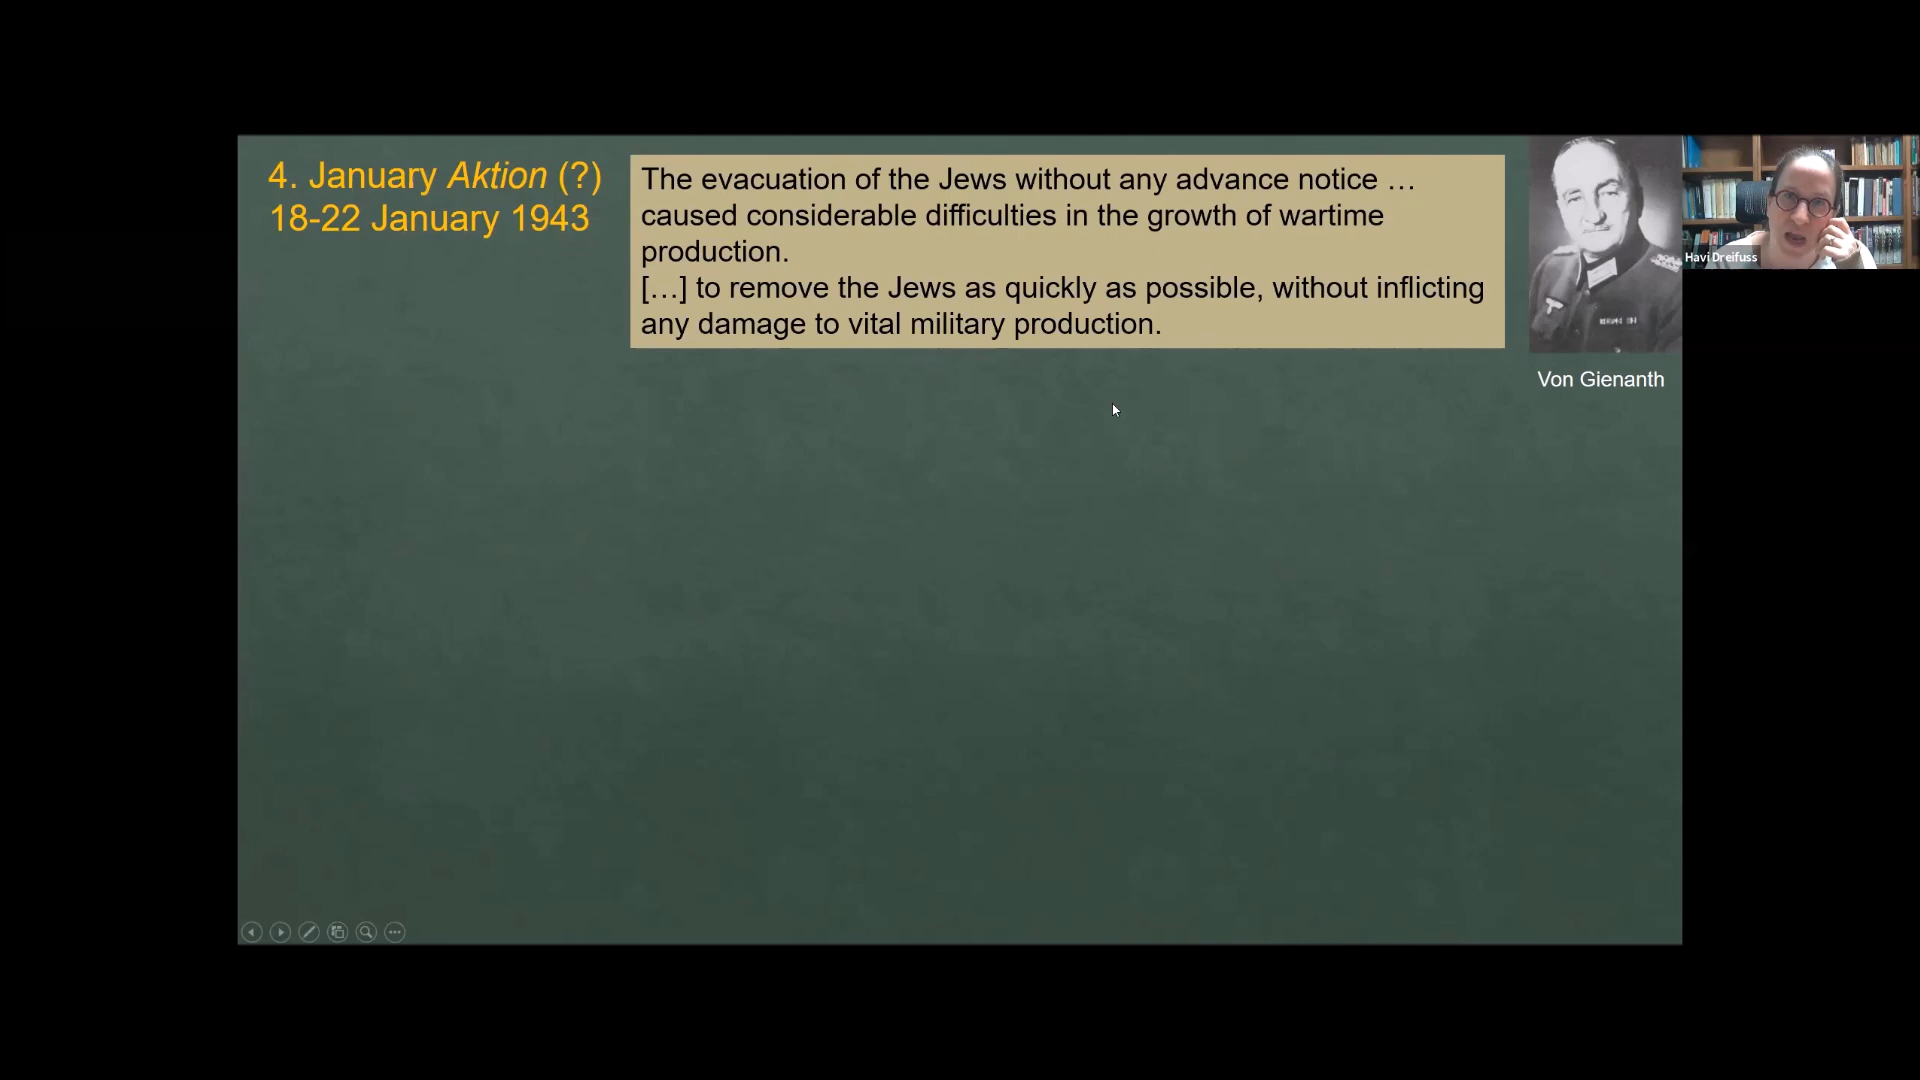 4. January Aktion (?)
18-22 January 1943
The evacuation of the Jews without any advance notice …
caused considerable difficulties in the growth of wartime
production.
[…] to remove the Jews as quickly as possible, without inflicting
any damage to vital military production.
Von Gienanth
Havi Dreifuss